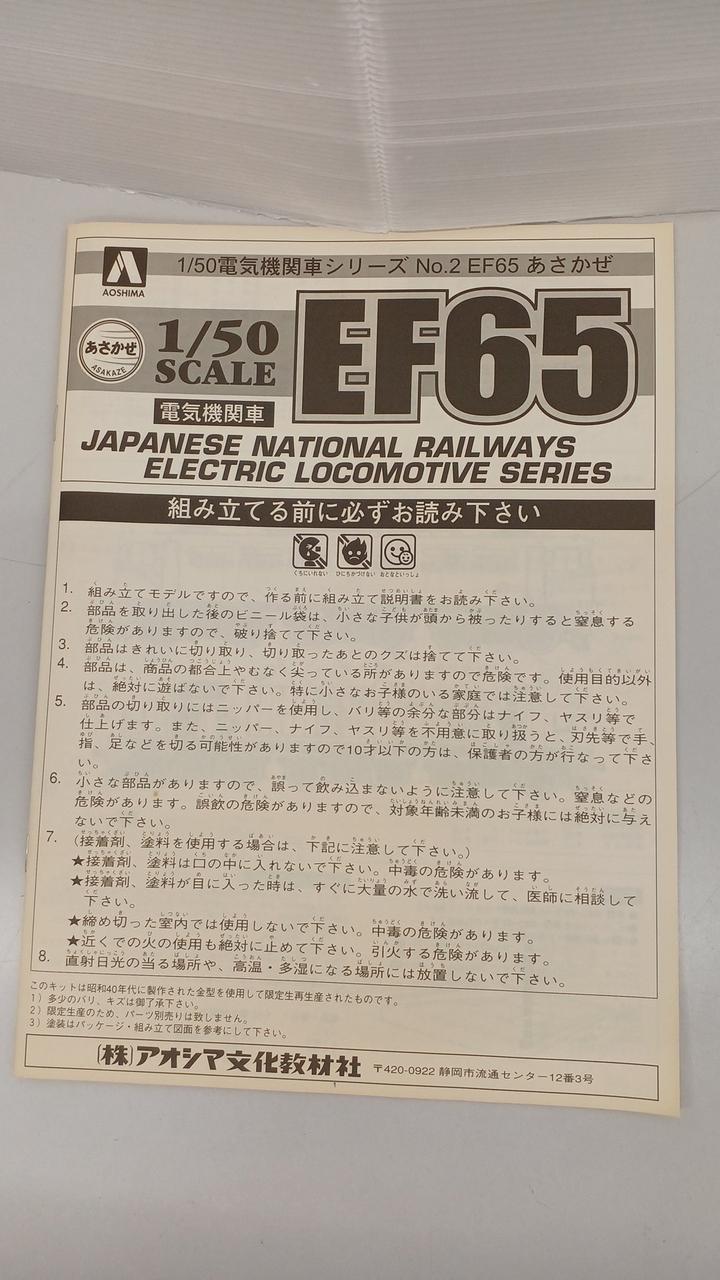 AOSHIMA
1/50電気機関車シリーズ No.2 EF65 あさかぜ
あさかぜ
ASAKAZE
1/50
SCALE
EF65
電気機関車
JAPANESE NATIONAL RAILWAYS
ELECTRIC LOCOMOTIVE SERIES
組み立てる前に必ずお読み下さい
くちにいれない ひにちかづけない おとなといっしょ
1. 組み立てモデルですので、作る前に組み立て説明書をお読み下さい。
2. 部品を取り出した後のビニール袋は、小さな子供が頭から被ったりすると窒息する
危険がありますので、破り捨てて下さい。
3. 部品はきれいに切り取り、切り取ったあとのクズは捨てて下さい。
4. 部品は、商品の都合上やむなく尖っている所がありますので危険です。使用目的以外
は、絶対に遊ばないで下さい。特に小さなお子様のいる家庭では注意して下さい。
5. 部品の切り取りにはニッパーを使用し、バリ等の余分な部分はナイフ、ヤスリ等で
仕上げます。また、ニッパー、ナイフ、ヤスリ等を不用意に取り扱うと、刃先等で手、
指、足などを切る可能性がありますので10才以下の方は、保護者の方が行なって下さ
い。
6. 小さな部品がありますので、誤って飲み込まないように注意して下さい。窒息などの
危険があります。誤飲の危険がありますので、対象年齢未満のお子様には絶対に与え
ないで下さい。
7. (接着剤、塗料を使用する場合は、下記に注意して下さい。)
★接着剤、塗料は口の中に入れないで下さい。中毒の危険があります。
★接着剤、塗料が目に入った時は、すぐに大量の水で洗い流して、医師に相談して
下さい。
★締め切った室内では使用しないで下さい。中毒の危険があります。
★近くでの火の使用も絶対に止めて下さい。引火する危険があります。
8. 直射日光の当る場所や、高温・多湿になる場所には放置しないで下さい。
このキットは昭和40年代に製作された金型を使用して限定生再生産されたものです。
1）多少のバリ、キズは御了承下さい。
2）限定生産のため、パーツ別売りは致しません。
3）塗装はパッケージ・組み立て図面を参考にして下さい。
(株)アオシマ文化教材社 〒420-0922 静岡市流通センター12番3号
1